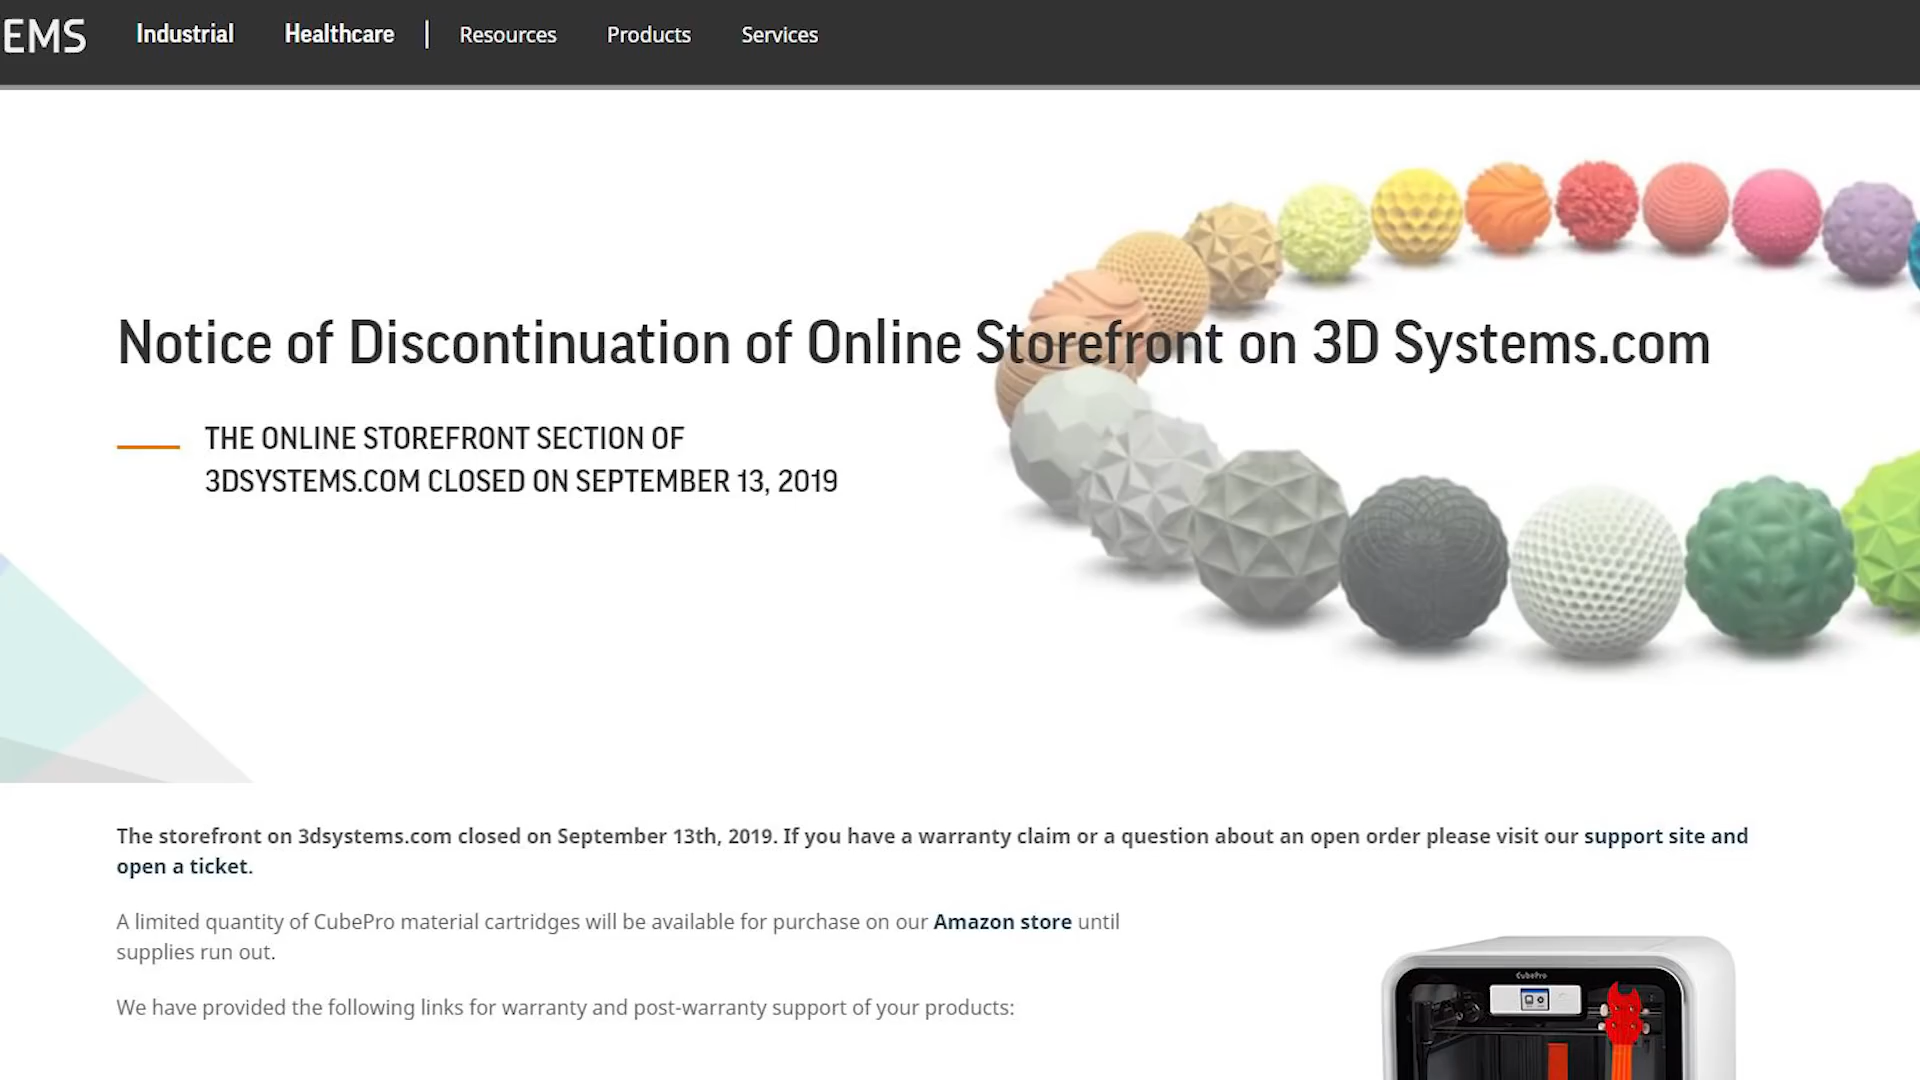 EMS Industrial Healthcare Resources Products Services
Notice of Discontinuation of Online Storefront on 3D Systems.com
THE ONLINE STOREFRONT SECTION OF
3DSYSTEMS.COM CLOSED ON SEPTEMBER 13, 2019
The storefront on 3dsystems.com closed on September 13th, 2019. If you have a warranty claim or a question about an open order please visit our support site and
open a ticket.
A limited quantity of CubePro material cartridges will be available for purchase on our Amazon store until
supplies run out.
We have provided the following links for warranty and post-warranty support of your products:
CubePro